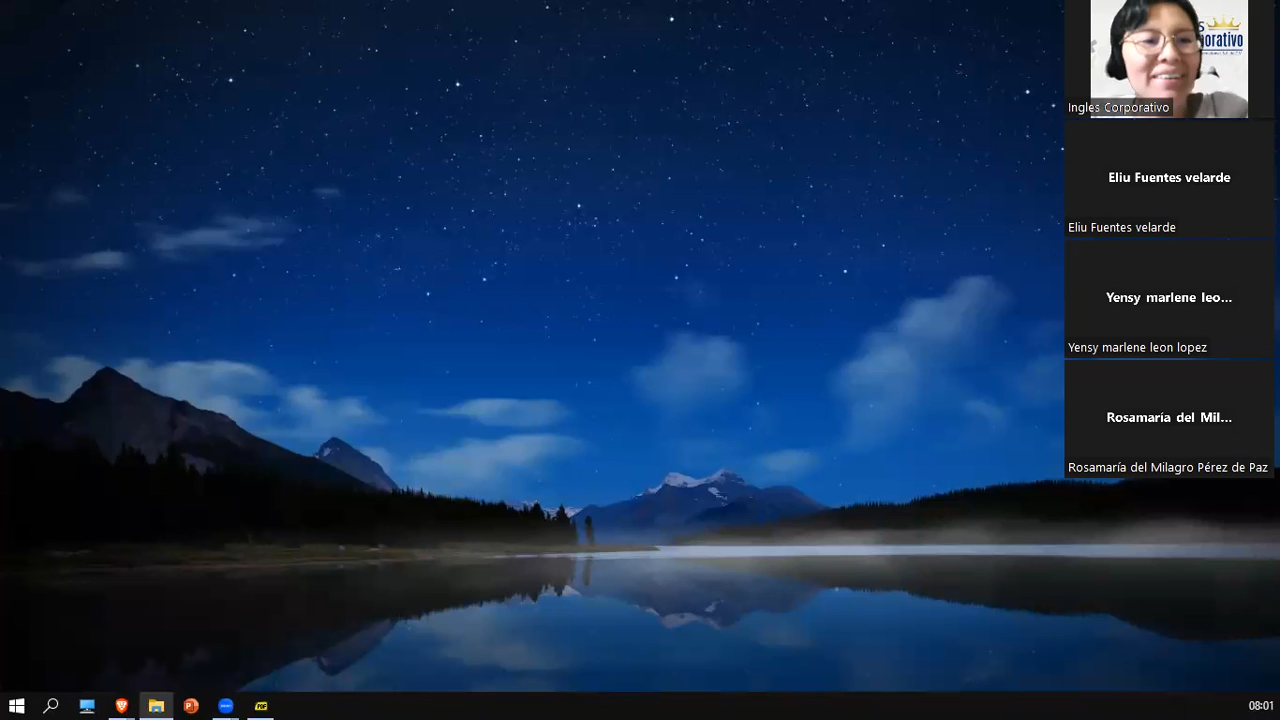 orativo
Ingles Corporativo
Eliu Fuentes velarde
Eliu Fuentes velarde
Yensy marlene leo...
Yensy marlene leon lopez
Rosamaría del Mil...
Rosamaría del Milagro Pérez de Paz
08:01